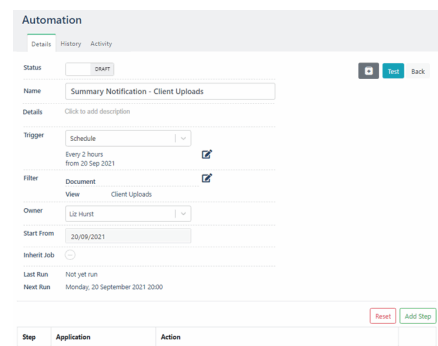 Automation
Details History Activity
Status DRAFT
Test Back
Name Summary Notification - Client Uploads
Details Click to add description
Trigger Schedule
Every 2 hours
from 20 Sep 2021
Filter Document
View Client Uploads
Owner Liz Hurst
Start From 20/09/2021
Inherit Job
Last Run Not yet run
Next Run Monday, 20 September 2021 20:00
Reset Add Step
Step Application Action